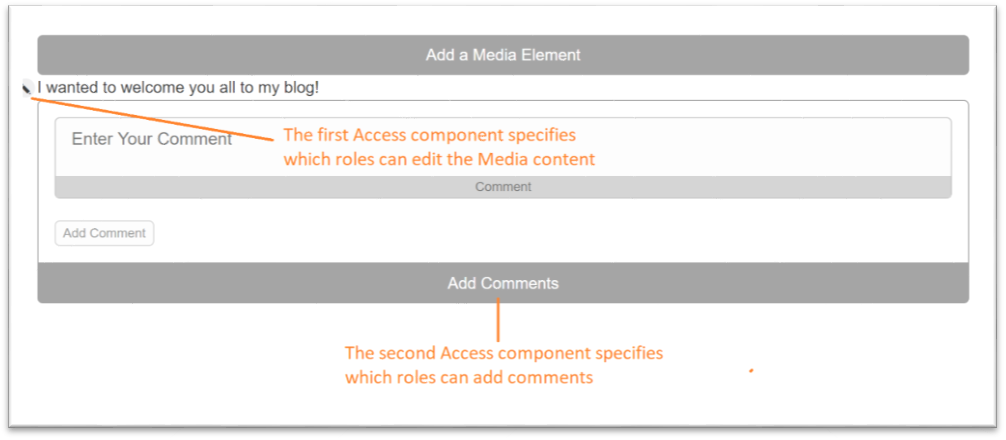 Add a Media Element
I wanted to welcome you all to my blog!
Enter Your Comment
The first Access component specifies
which roles can edit the Media content
Comment
Add Comment
Add Comments
The second Access component specifies
which roles can add comments